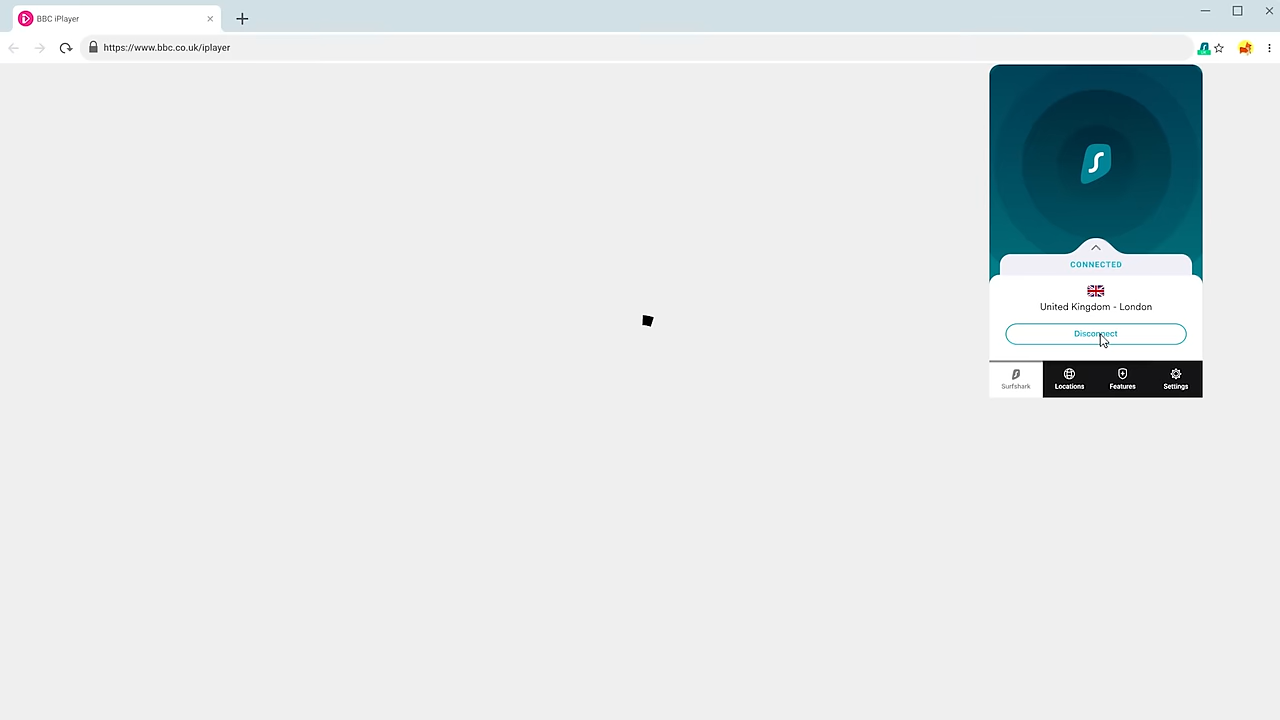 BBC iPlayer
https://www.bbc.co.uk/iplayer
CONNECTED
United Kingdom - London
Disconnect
Surfshark
Locations
Features
Settings